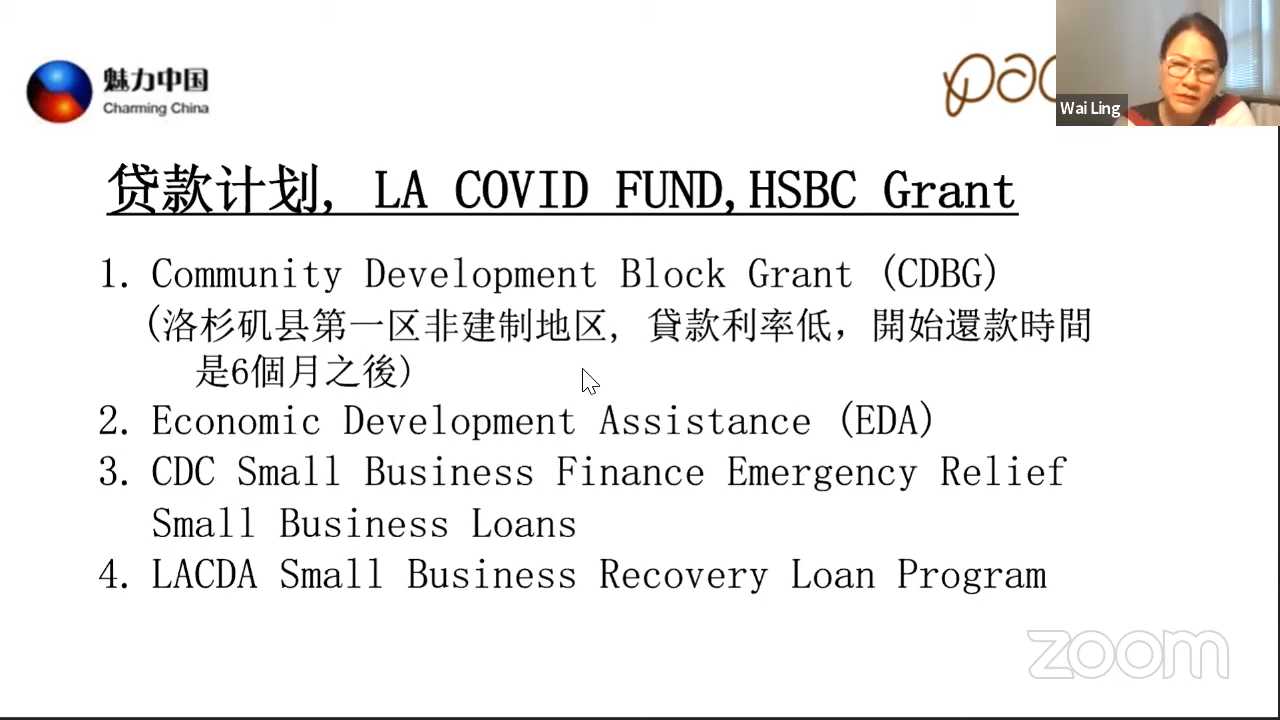 魅力中国
Charming China
Wai Ling
贷款计划, LA COVID FUND,HSBC Grant
1. Community Development Block Grant (CDBG)
(洛杉矶县第一区非建制地区, 貸款利率低，開始還款時間
是6個月之後)
2. Economic Development Assistance (EDA)
3. CDC Small Business Finance Emergency Relief
Small Business Loans
4. LACDA Small Business Recovery Loan Program
zoom